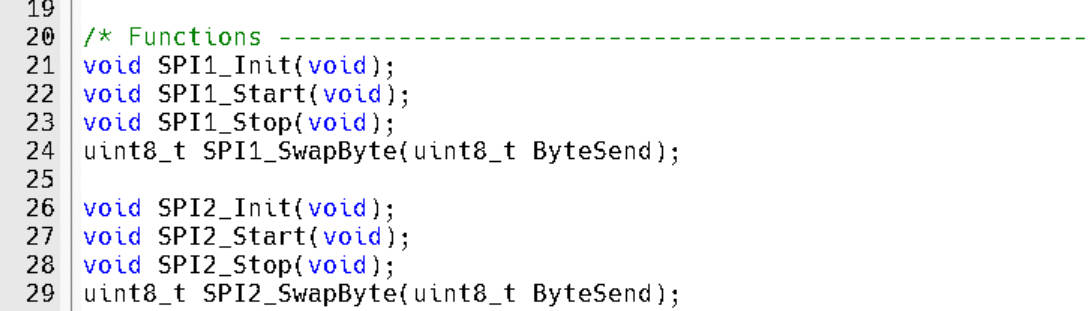 19
20 /* Functions ------------------------------------------------------
21 void SPI1_Init(void);
22 void SPI1_Start(void);
23 void SPI1_Stop(void);
24 uint8_t SPI1_SwapByte(uint8_t ByteSend);
25
26 void SPI2_Init(void);
27 void SPI2_Start(void);
28 void SPI2_Stop(void);
29 uint8_t SPI2_SwapByte(uint8_t ByteSend);